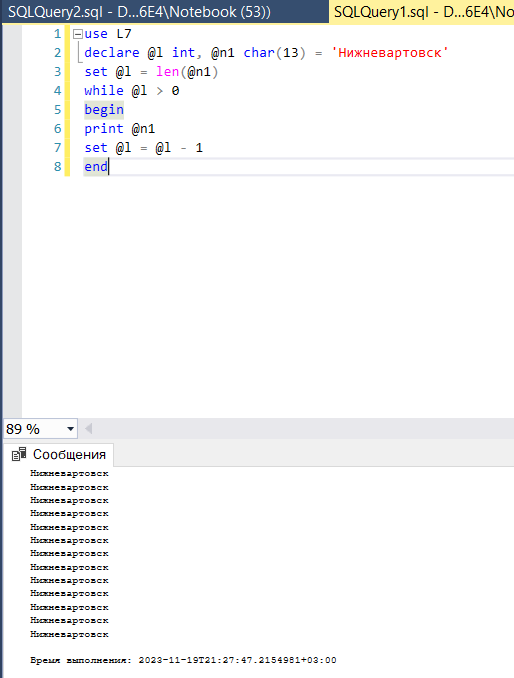 SQLQuery2.sql - D...6E4\Notebook (53))
SQLQuery1.sql - D...6E4\No
1 use L7
2 declare @l int, @n1 char(13) = 'Нижневартовск'
3 set @l = len(@n1)
4 while @l > 0
5 begin
6 print @n1
7 set @l = @l - 1
8 end
89 %
Сообщения
Нижневартовск
Нижневартовск
Нижневартовск
Нижневартовск
Нижневартовск
Нижневартовск
Нижневартовск
Нижневартовск
Нижневартовск
Нижневартовск
Нижневартовск
Нижневартовск
Нижневартовск
Время выполнения: 2023-11-19T21:27:47.2154981+03:00